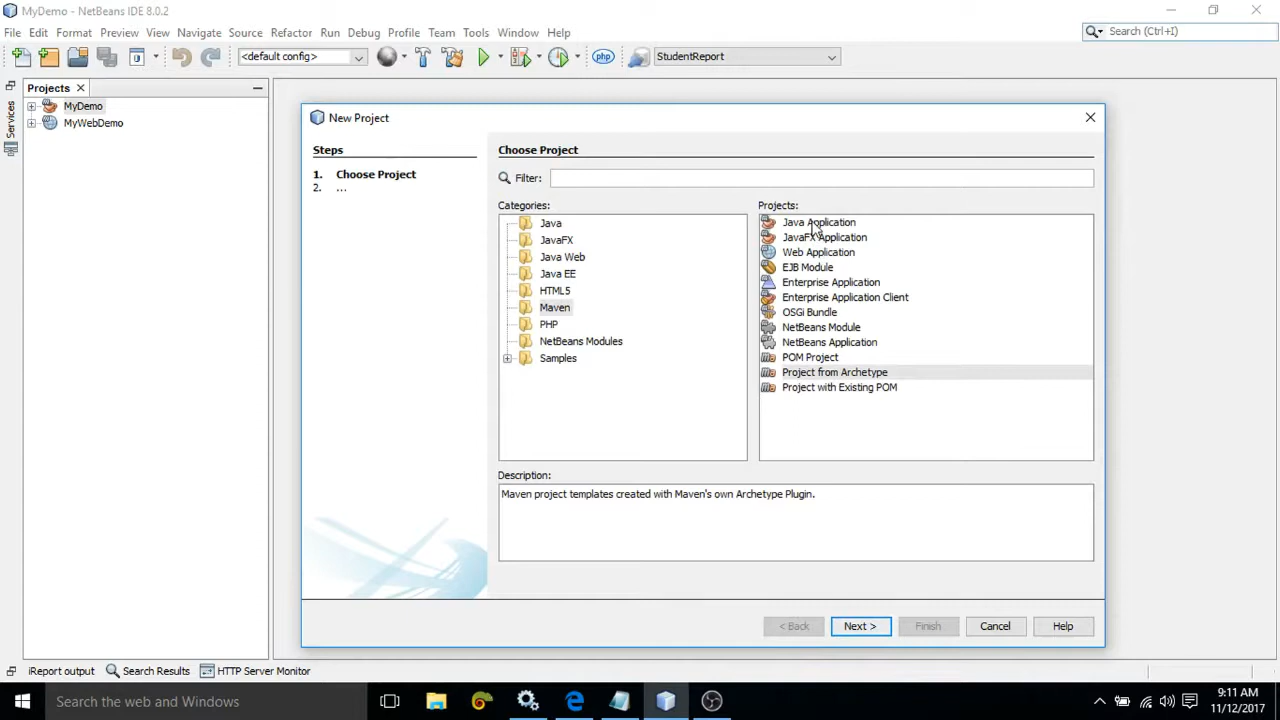 MyDemo - NetBeans IDE 8.0.2
File Edit Format Preview View Navigate Source Refactor Run Debug Profile Team Tools Window Help
Search (Ctrl+I)
<default config>
php
StudentReport
Projects
Services
MyDemo
MyWebDemo
New Project
Steps
1. Choose Project
2. ...
Choose Project
Filter:
Categories:
Java
JavaFX
Java Web
Java EE
HTML5
Maven
PHP
NetBeans Modules
Samples
Projects:
Java Application
JavaFX Application
Web Application
EJB Module
Enterprise Application
Enterprise Application Client
OSGi Bundle
NetBeans Module
NetBeans Application
POM Project
Project from Archetype
Project with Existing POM
Description:
Maven project templates created with Maven's own Archetype Plugin.
< Back Next > Finish Cancel Help
iReport output Search Results HTTP Server Monitor
Search the web and Windows
9:11 AM
11/12/2017